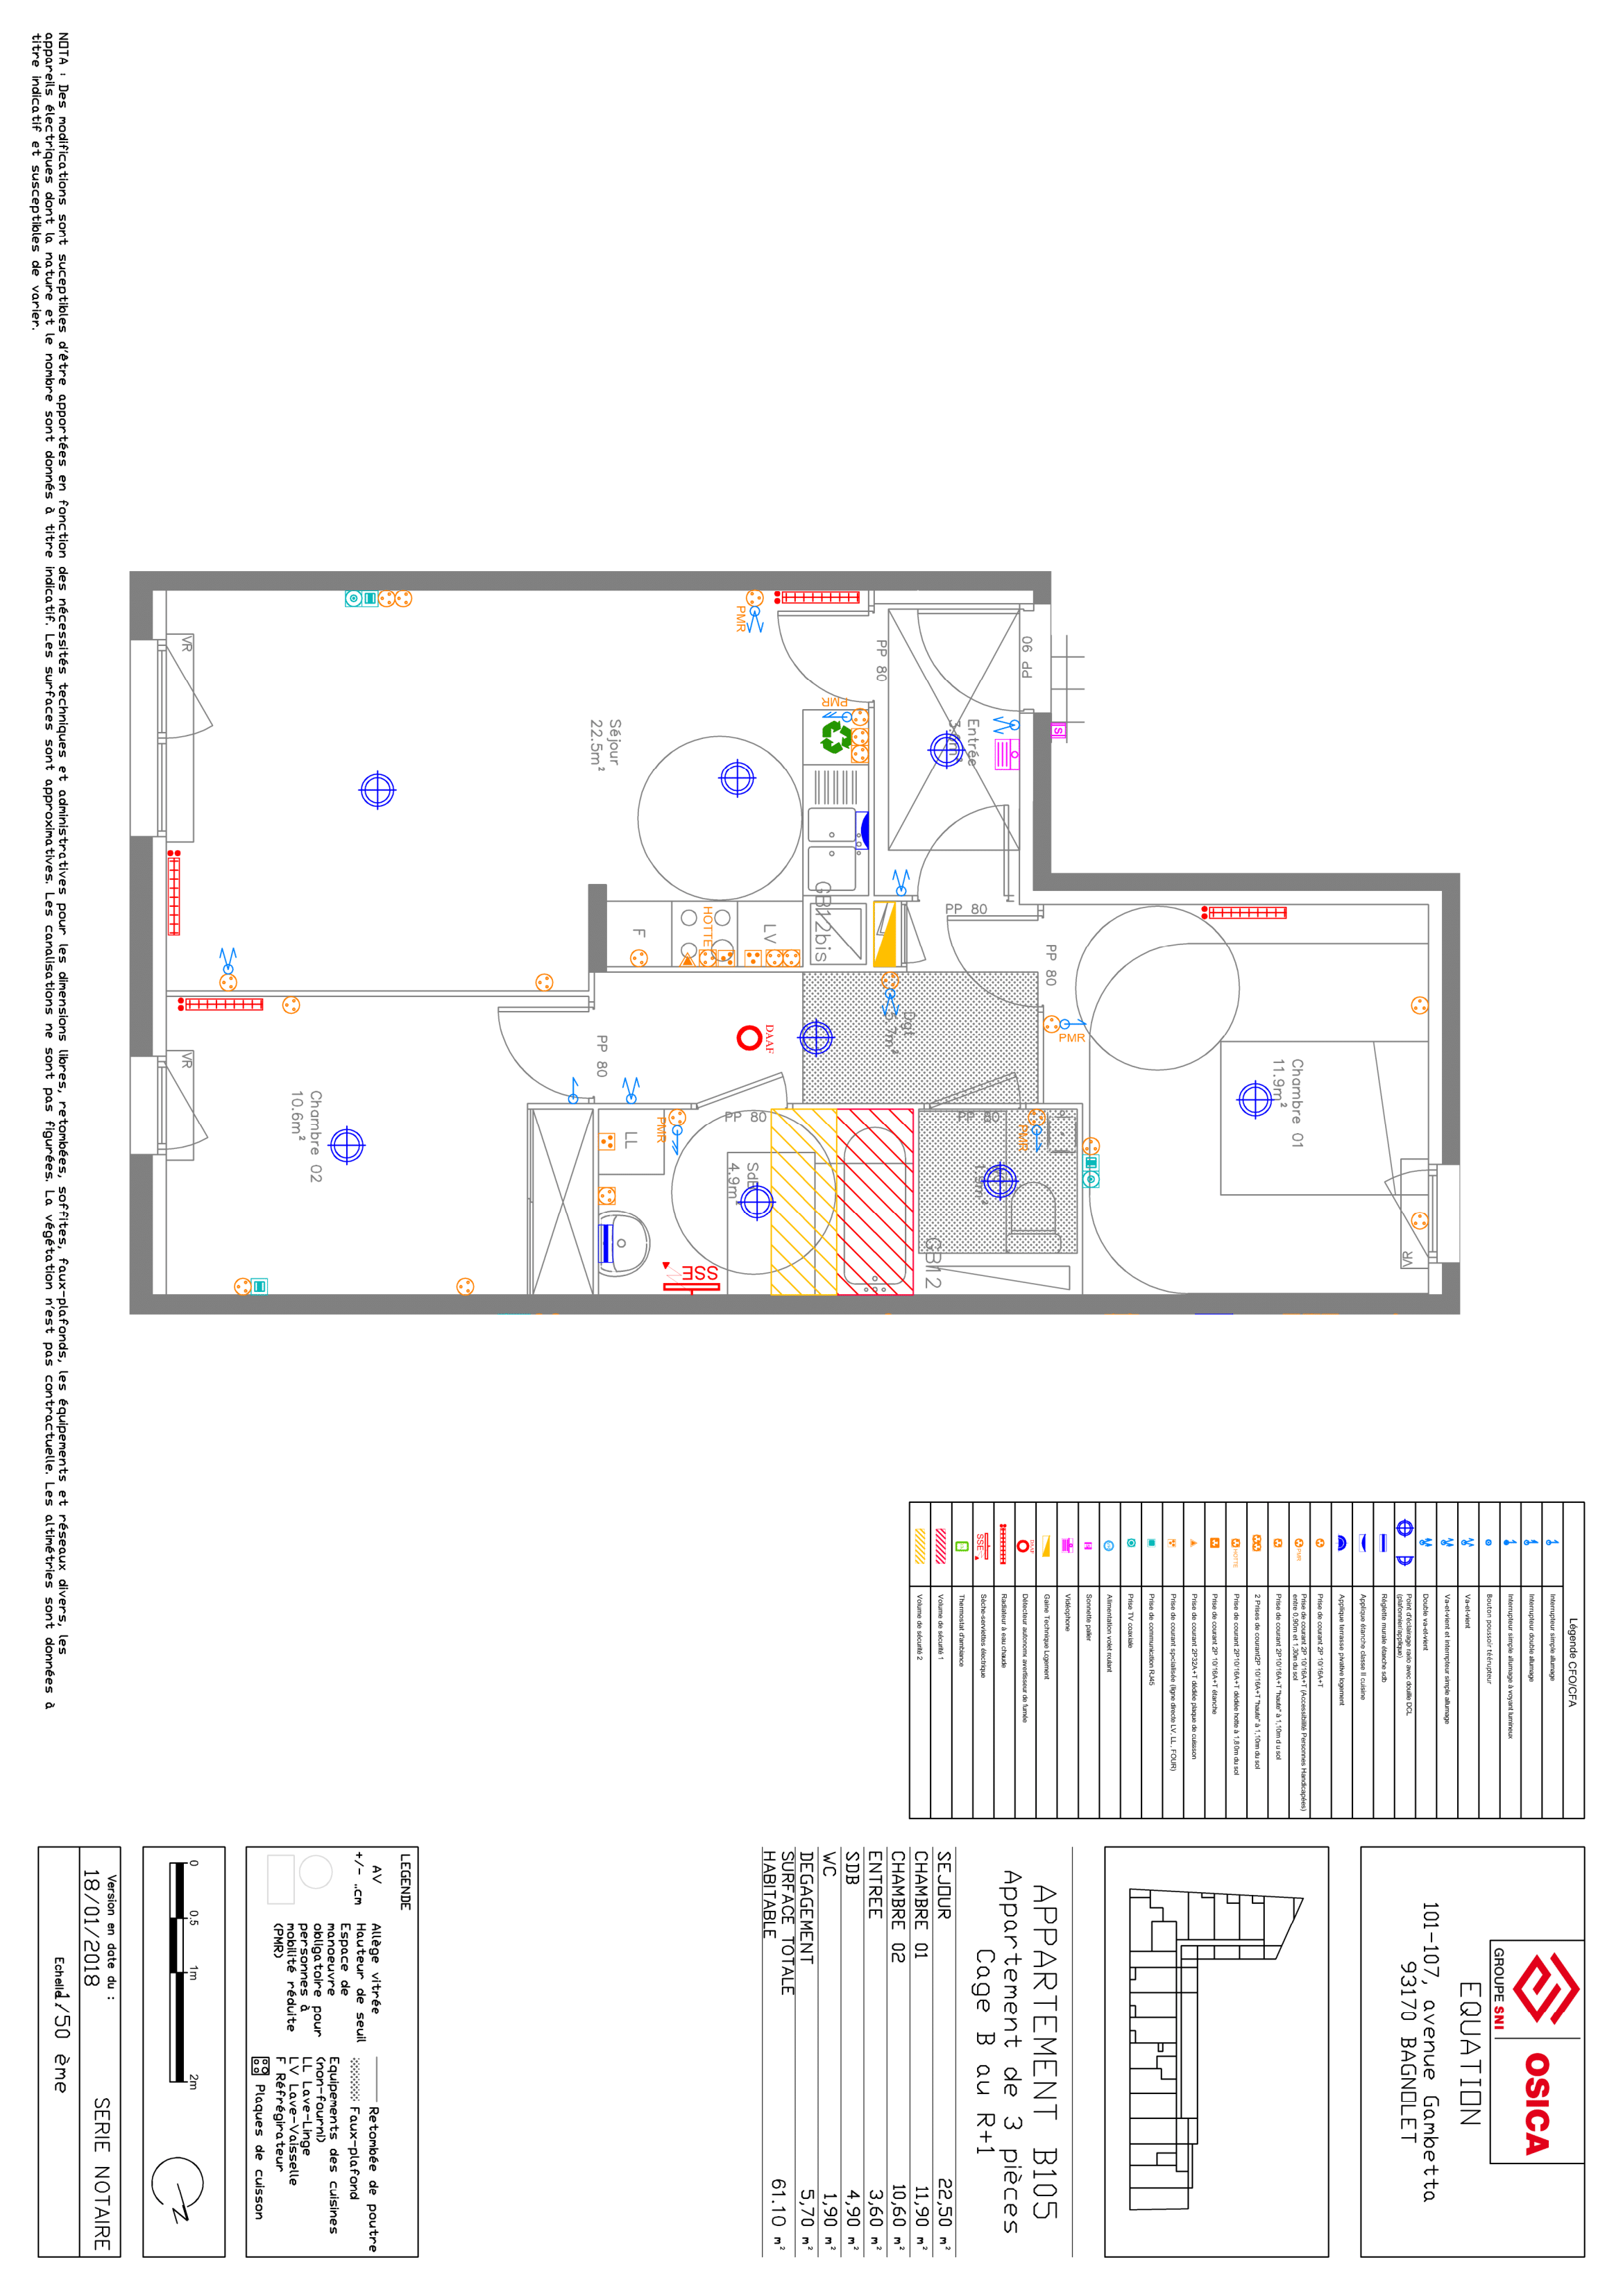 GROUPE SNI
OSICA
EQUATION
101-107, avenue Gambetta
93170 BAGNOLET
APPARTEMENT B105
Appartement de 3 pièces
Cage B au R+1
SEJOUR 22,50 m²
CHAMBRE 01 11,90 m²
CHAMBRE 02 10,60 m²
ENTREE 3,60 m²
SDB 4,90 m²
WC 1,90 m²
DEGAGEMENT 5,70 m²
SURFACE TOTALE
HABITABLE 61.10 m²
LEGENDE
AV Allège vitrée
+/- ..cm Hauteur de seuil
Espace de
manoeuvre
obligatoire pour
personnes à
mobilité réduite
(PMR)
Retombée de poutre
Faux-plafond
Equipements des cuisines
(non-fourni)
LL Lave-Linge
LV Lave-Vaisselle
F Réfrégirateur
Plaques de cuisson
0 0.5 1m 2m
N
Version en date du :
18/01/2018
SERIE NOTAIRE
Echelle 1/50 ème
Légende CFO/CFA
Interrupteur simple allumage
Interrupteur double allumage
Interrupteur simple allumage à voyant lumineux
Bouton poussoir télérupteur
Va-et-vient
Va-et-vient et interrupteur simple allumage
Double va-et-vient
Point d'éclairage radio avec douille DCL
(plafonnier/applique)
Réglette murale étanche sdb
Applique étanche classe II cuisine
Applique terrasse privative logement
Prise de courant 2P 10/16A+T
PMR
Prise de courant 2P 10/16A+T (Accessibilité Personnes Handicapées)
entre 0,90m et 1,30m du sol
Prise de courant 2P10/16A+T "haute" à 1,10m du sol
2 Prises de courant2P 10/16A+T "haute" à 1,10m du sol
HOTTE
Prise de courant 2P10/16A+T dédiée hotte à 1,80m du sol
Prise de courant 2P 10/16A+T étanche
Prise de courant 2P32A+T dédiée plaque de cuisson
Prise de courant spécialisée (ligne directe LV, LL , FOUR)
Prise de communication RJ45
Prise TV coaxiale
Alimentation volet roulant
Sonnette palier
Vidéophone
Gaine Technique Logement
DAAF
Détecteur autonome avertisseur de fumée
Radiateur à eau chaude
SSE
Sèche-serviettes électrique
Thermostat d'ambiance
Volume de sécurité 1
Volume de sécurité 2
PP 90
S
Entrée
PP 80
PMR
PMR
Séjour
22.5m²
VR
GB12bis
LV
HOTTE
F
PP 80
PP 80
PMR
Chambre 01
11.9m²
VR
Dgt
DAAF
PP 80
PP 80
PP 80
PMR
PMR
LL
SdB
4.9m²
SSE
GB12
Chambre 02
10.6m²
VR
NOTA : Des modifications sont suceptibles d'être apportées en fonction des nécessités techniques et administratives pour les dimensions libres, retombées, soffites, faux-plafonds, les équipements et réseaux divers, les
appareils électriques dont la nature et le nombre sont donnés à titre indicatif. Les surfaces sont approximatives. Les canalisations ne sont pas figurées. La végétation n'est pas contractuelle. Les altimétries sont données à
titre indicatif et susceptibles de varier.